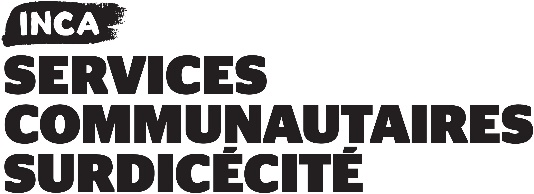 INCA
SERVICES
COMMUNAUTAIRES
SURDICÉCITÉ